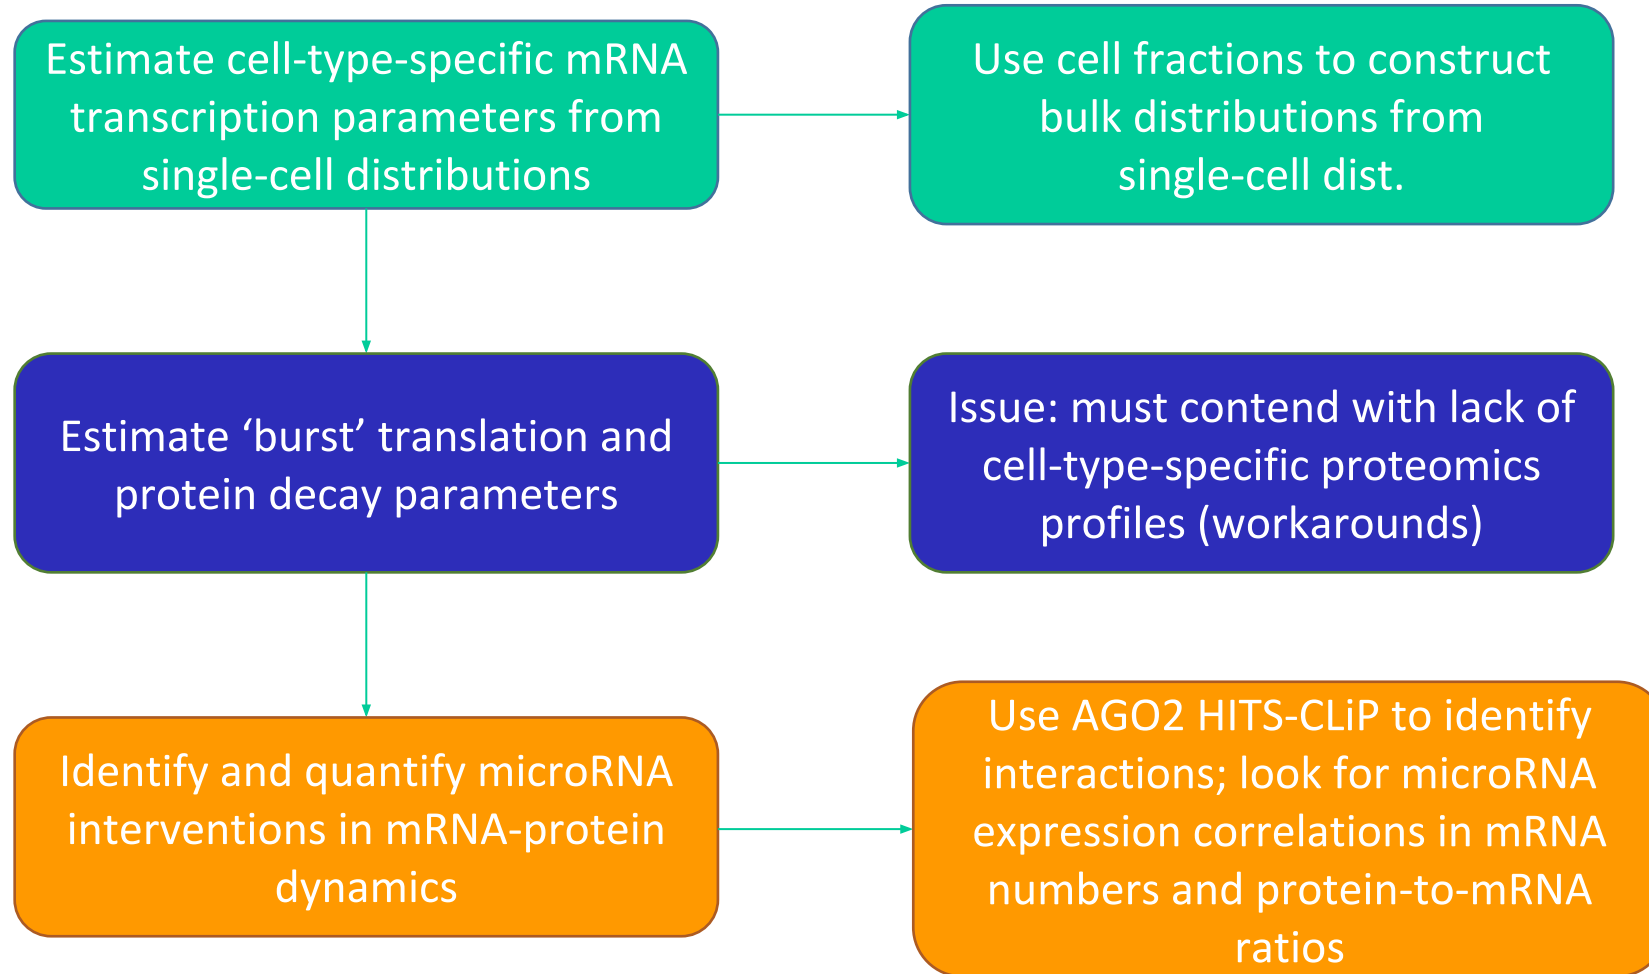 Estimate cell-type-specific mRNA
transcription parameters from
single-cell distributions
Use cell fractions to construct
bulk distributions from
single-cell dist.
Estimate ‘burst’ translation and
protein decay parameters
Issue: must contend with lack of
cell-type-specific proteomics
profiles (workarounds)
Identify and quantify microRNA
interventions in mRNA-protein
dynamics
Use AGO2 HITS-CLiP to identify
interactions; look for microRNA
expression correlations in mRNA
numbers and protein-to-mRNA
ratios